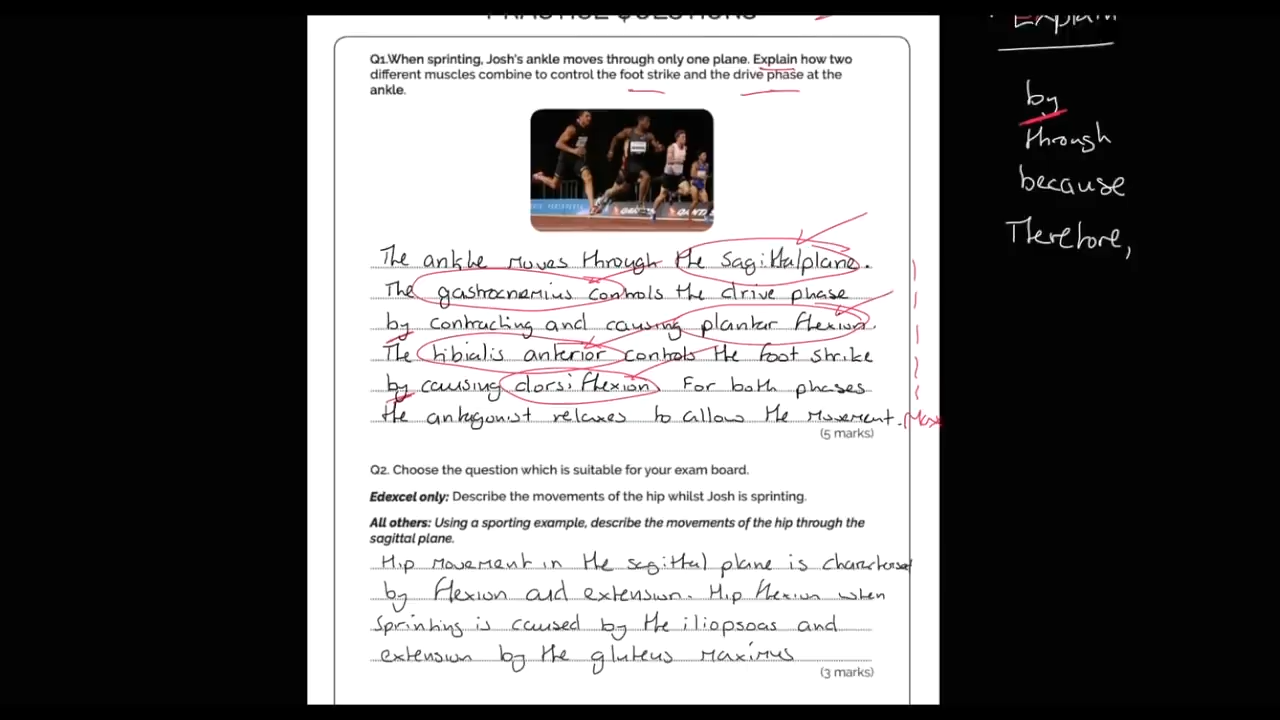 PRACTICE QUESTIONS
Explain
by
through
because
Therefore,
Q1.When sprinting, Josh's ankle moves through only one plane. Explain how two
different muscles combine to control the foot strike and the drive phase at the
ankle.
The ankle moves through the sagittal plane.
The gastrocnemius controls the drive phase
by contracting and causing plantar flexion.
The tibialis anterior controls the foot strike
by causing dorsi flexion. For both phases
the antagonist relaxes to allow the movement. Max
(5 marks)
Q2. Choose the question which is suitable for your exam board.
Edexcel only: Describe the movements of the hip whilst Josh is sprinting.
All others: Using a sporting example, describe the movements of the hip through the
sagittal plane.
Hip movement in the sagittal plane is
by flexion and extension. Hip flexion when
sprinting is caused by the iliopsoas and
extension by the gluteus maximus
(3 marks)